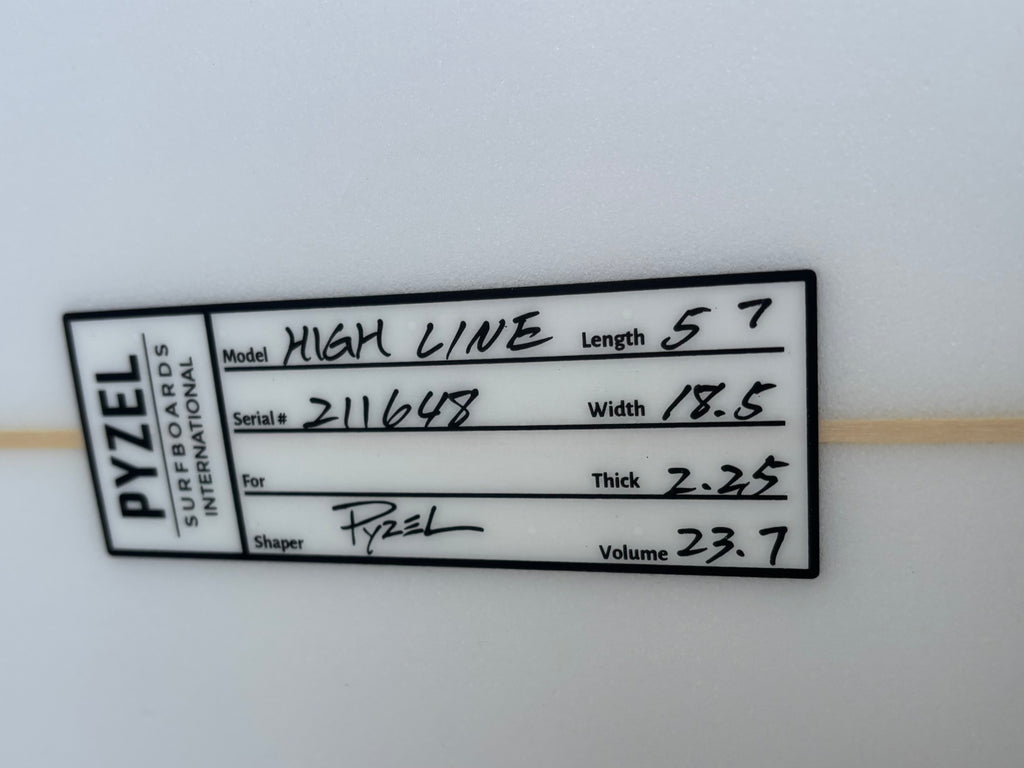 PYZEL
SURFBOARDS
INTERNATIONAL
Model HIGH LINE Length 5 7
Serial# 211648 Width 18.5
For Thick 2.25
Shaper PYZEL Volume 23.7